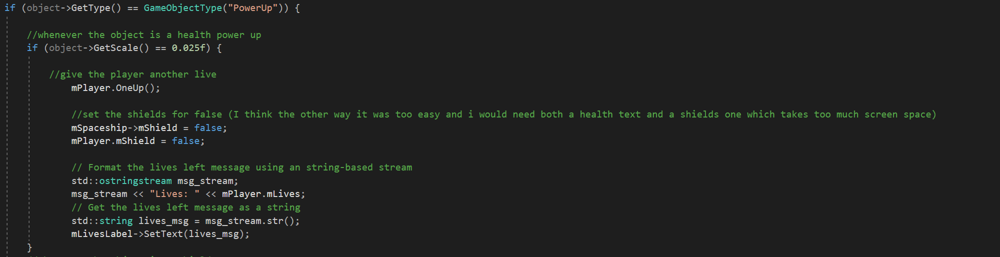 if (object->GetType() == GameObjectType("PowerUp")) {
//whenever the object is a health power up
if (object->GetScale() == 0.025f) {
//give the player another live
mPlayer.OneUp();
//set the shields for false (I think the other way it was too easy and i would need both a health text and a shields one which takes too much screen space)
mSpaceship->mShield = false;
mPlayer.mShield = false;
// Format the lives left message using an string-based stream
std::ostringstream msg_stream;
msg_stream << "Lives: " << mPlayer.mLives;
// Get the lives left message as a string
std::string lives_msg = msg_stream.str();
mLivesLabel->SetText(lives_msg);
}